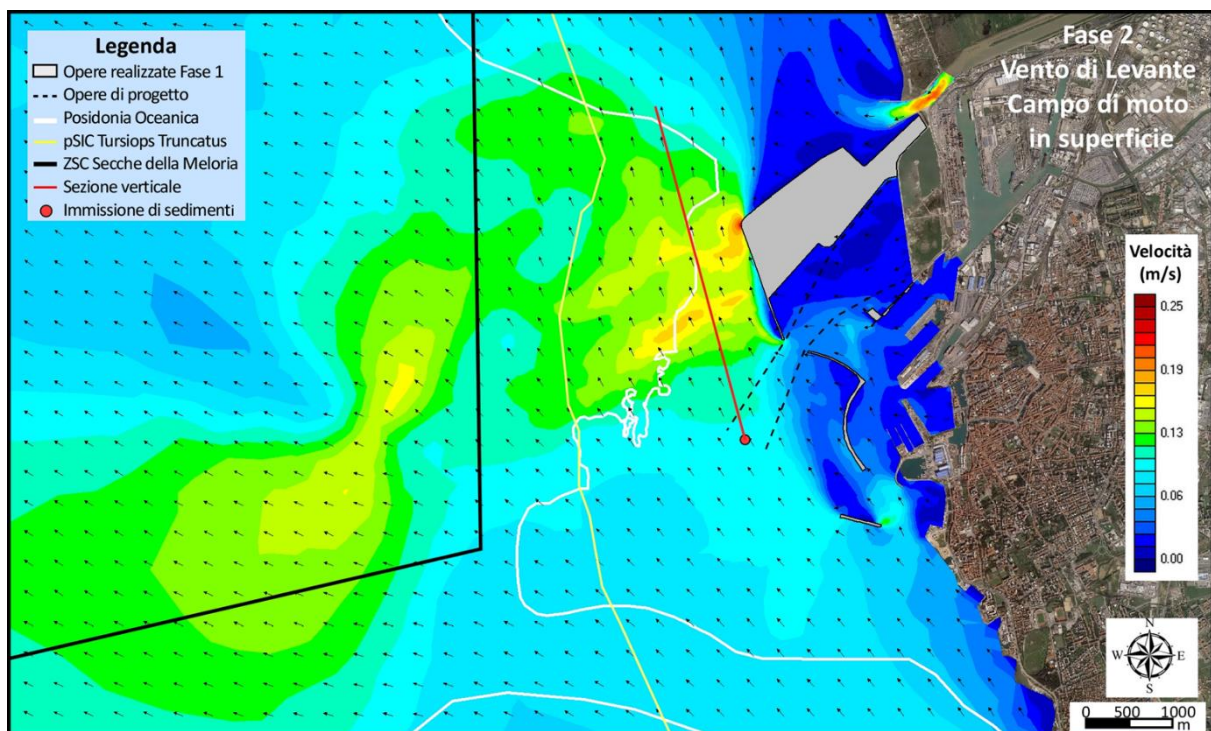 Legenda
Opere realizzate Fase 1
Opere di progetto
Posidonia Oceanica
pSIC Tursiops Truncatus
ZSC Secche della Meloria
Sezione verticale
Immissione di sedimenti
Fase 2
Vento di Levante
Campo di moto
in superficie
Velocità
(m/s)
0.25
0.19
0.13
0.06
0.00
N
W E
S
0 500 1000
m